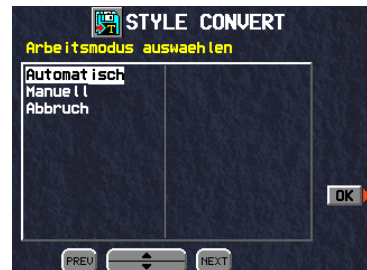 STYLE CONVERT
Arbeitsmodus auswaehlen
Automatisch
Manuell
Abbruch
OK
PREV NEXT